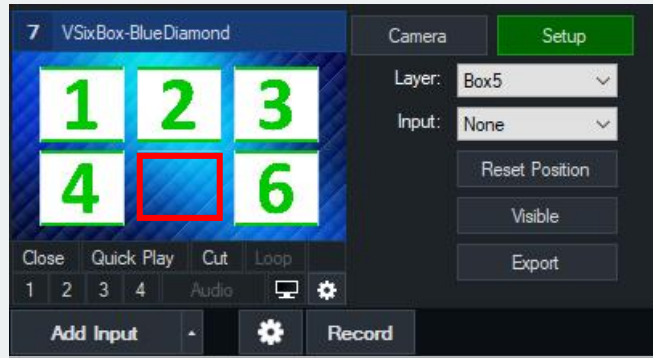 7 VSixBox-BlueDiamond
Camera Setup
Layer: Box5
Input: None
Reset Position
Visible
Export
1 2 3
4 6
Close Quick Play Cut Loop
1 2 3 4 Audio
Add Input Record